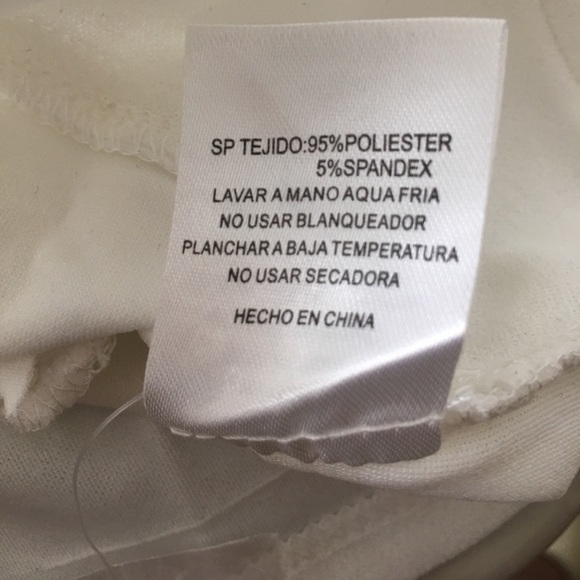 SP TEJIDO:95%POLIESTER
5%SPANDEX
LAVAR A MANO AQUA FRIA
NO USAR BLANQUEADOR
PLANCHAR A BAJA TEMPERATURA
NO USAR SECADORA
HECHO EN CHINA